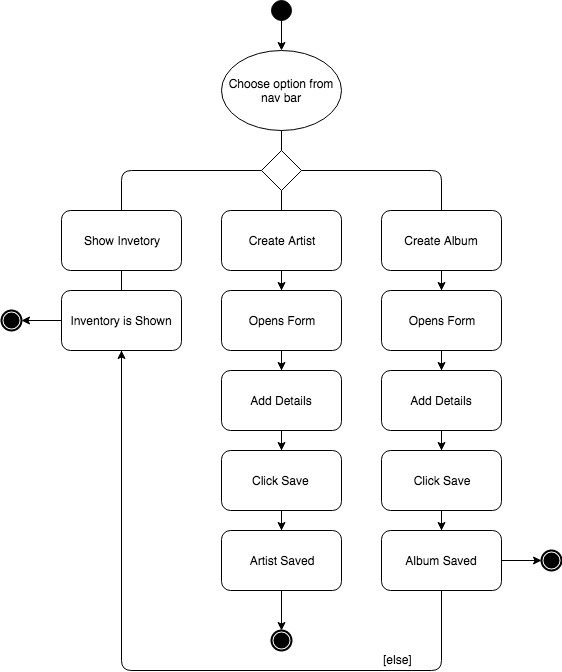 Choose option from
nav bar
Show Invetory
Create Artist
Create Album
Inventory is Shown
Opens Form
Opens Form
Add Details
Add Details
Click Save
Click Save
Artist Saved
Album Saved
[else]